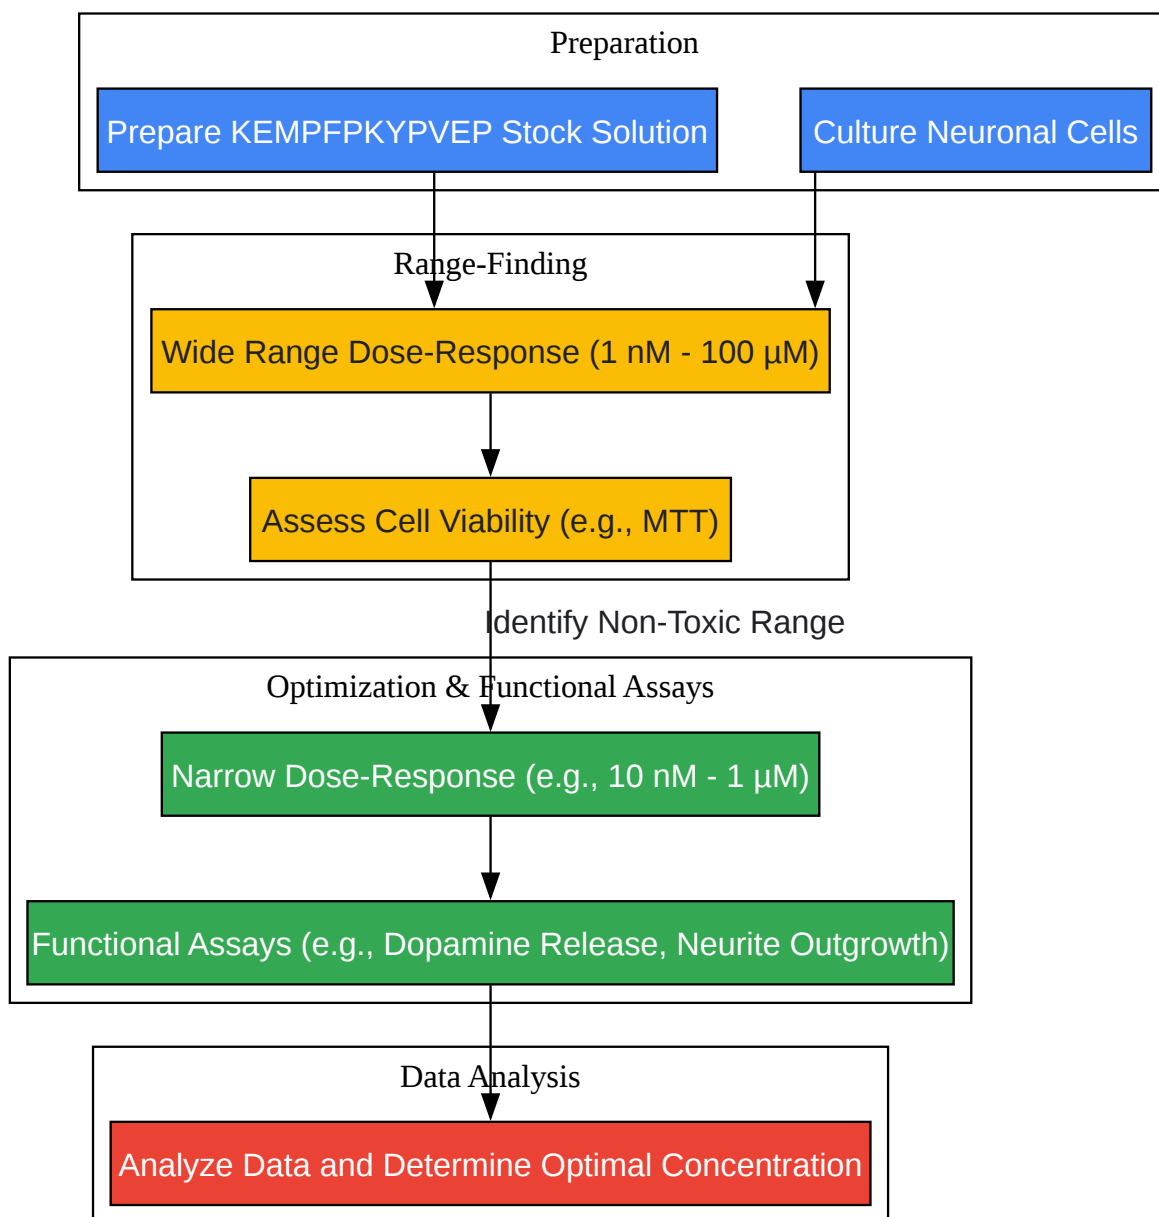 Preparation
Prepare KEMPFPKYPVEP Stock Solution
Culture Neuronal Cells
Range-Finding
Wide Range Dose-Response (1 nM - 100 µM)
Assess Cell Viability (e.g., MTT)
Identify Non-Toxic Range
Optimization & Functional Assays
Narrow Dose-Response (e.g., 10 nM - 1 µM)
Functional Assays (e.g., Dopamine Release, Neurite Outgrowth)
Data Analysis
Analyze Data and Determine Optimal Concentration